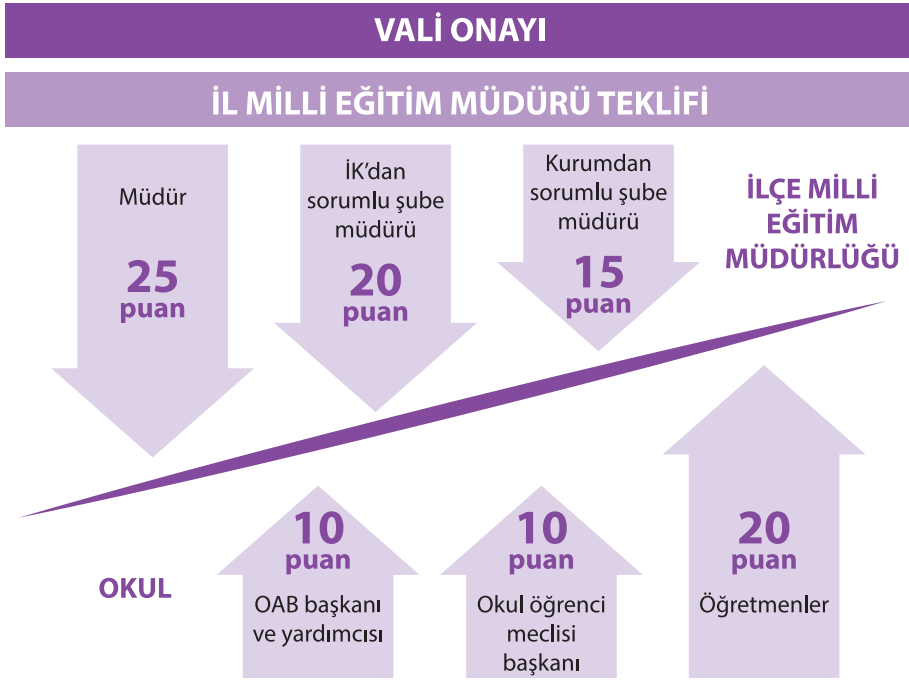 VALİ ONAYI
İL MİLLİ EĞİTİM MÜDÜRÜ TEKLİFİ
Müdür
25
puan
İK’dan
sorumlu şube
müdürü
20
puan
Kurumdan
sorumlu şube
müdürü
15
puan
İLÇE MİLLİ
EĞİTİM
MÜDÜRLÜĞÜ
OKUL
10
puan
OAB başkanı
ve yardımcısı
10
puan
Okul öğrenci
meclisi
başkanı
20
puan
Öğretmenler